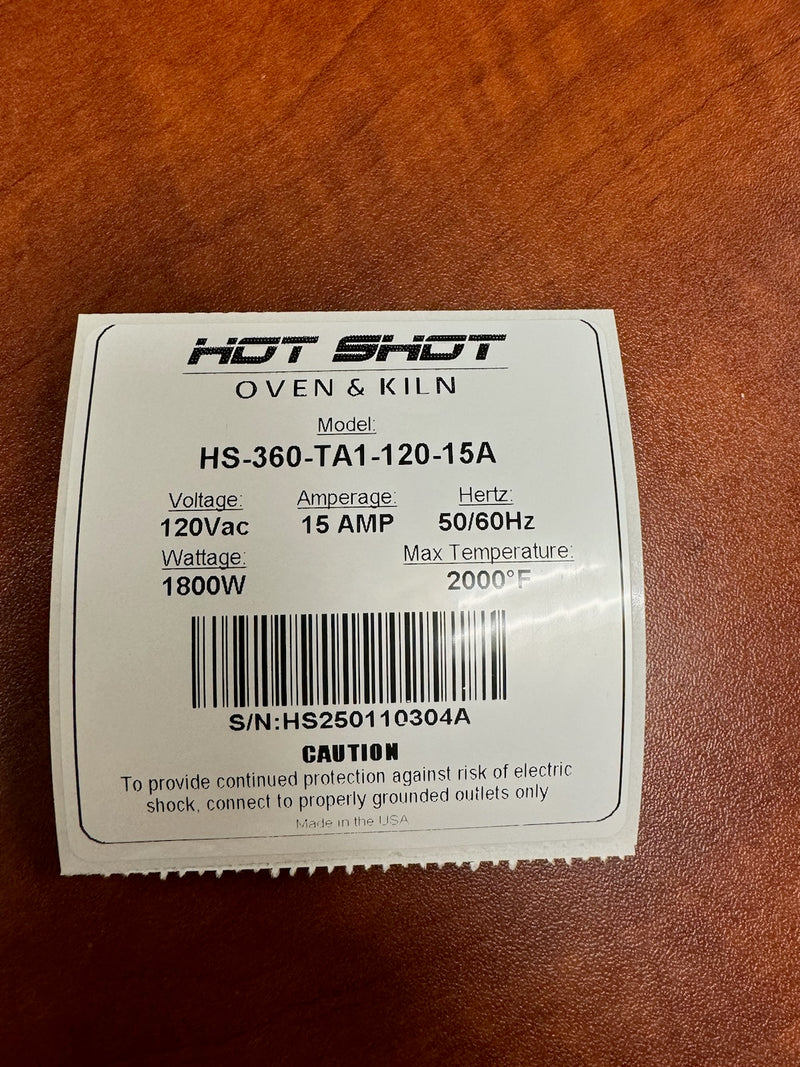 HOT SHOT
OVEN & KILN
Model:
HS-360-TA1-120-15A
Voltage: Amperage: Hertz:
120Vac 15 AMP 50/60Hz
Wattage: Max Temperature:
1800W 2000°F
S/N:HS250110304A
CAUTION
To provide continued protection against risk of electric
shock, connect to properly grounded outlets only
Made in the USA